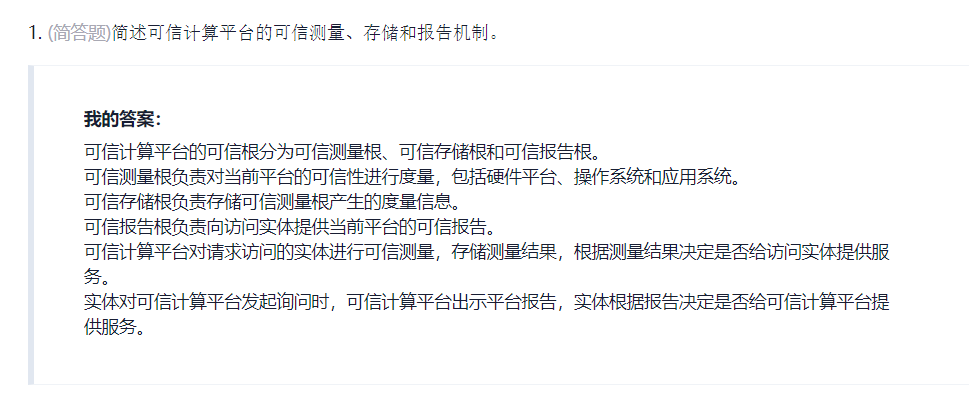 1. (简答题)简述可信计算平台的可信测量、存储和报告机制。
我的答案：
可信计算平台的可信根分为可信测量根、可信存储根和可信报告根。
可信测量根负责对当前平台的可信性进行度量，包括硬件平台、操作系统和应用系统。
可信存储根负责存储可信测量根产生的度量信息。
可信报告根负责向访问实体提供当前平台的可信报告。
可信计算平台对请求访问的实体进行可信测量，存储测量结果，根据测量结果决定是否给访问实体提供服
务。
实体对可信计算平台发起询问时，可信计算平台出示平台报告，实体根据报告决定是否给可信计算平台提
供服务。